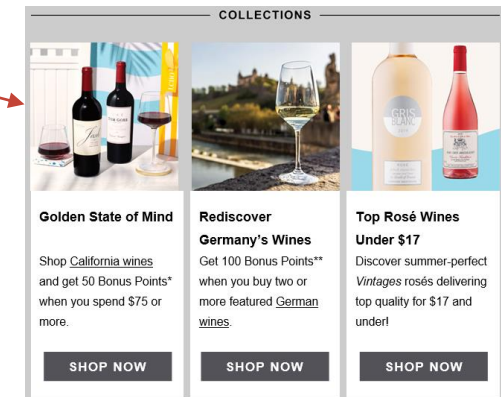 COLLECTIONS
GRIS
BLANC
Golden State of Mind
Shop California wines
and get 50 Bonus Points*
when you spend $75 or
more.
SHOP NOW
Rediscover
Germany's Wines
Get 100 Bonus Points**
when you buy two or
more featured German
wines.
SHOP NOW
Top Rosé Wines
Under $17
Discover summer-perfect
Vintages rosés delivering
top quality for $17 and
under!
SHOP NOW